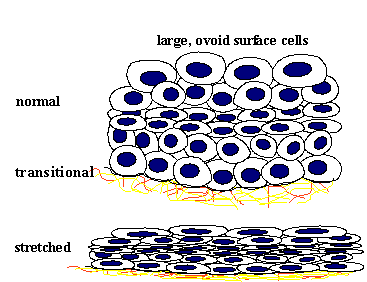 large, ovoid surface cells
normal
transitional
stretched